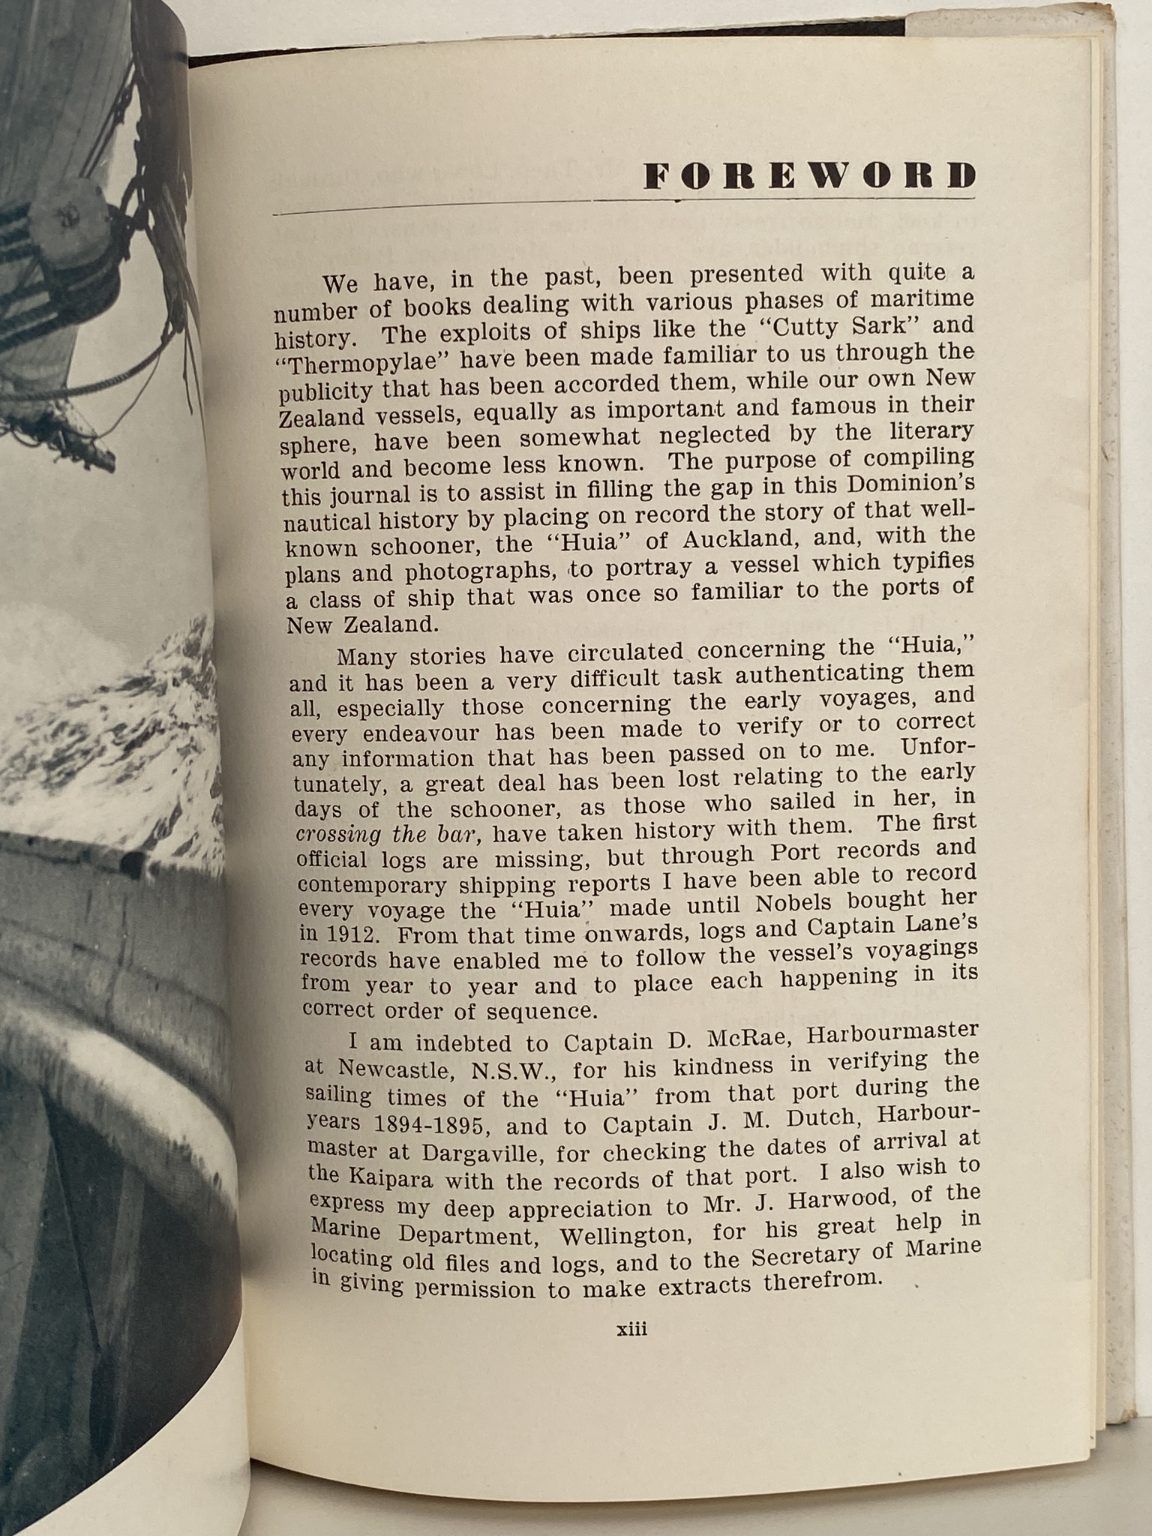 FOREWORD
We have, in the past, been presented with quite a
number of books dealing with various phases of maritime
history. The exploits of ships like the “Cutty Sark” and
“Thermopylae” have been made familiar to us through the
publicity that has been accorded them, while our own New
Zealand vessels, equally as important and famous in their
sphere, have been somewhat neglected by the literary
world and become less known. The purpose of compiling
this journal is to assist in filling the gap in this Dominion’s
nautical history by placing on record the story of that well-
known schooner, the “Huia” of Auckland, and, with the
plans and photographs, to portray a vessel which typifies
a class of ship that was once so familiar to the ports of
New Zealand.
Many stories have circulated concerning the “Huia,”
and it has been a very difficult task authenticating them
all, especially those concerning the early voyages, and
every endeavour has been made to verify or to correct
any information that has been passed on to me. Unfor-
tunately, a great deal has been lost relating to the early
days of the schooner, as those who sailed in her, in
crossing the bar, have taken history with them. The first
official logs are missing, but through Port records and
contemporary shipping reports I have been able to record
every voyage the “Huia” made until Nobels bought her
in 1912. From that time onwards, logs and Captain Lane’s
records have enabled me to follow the vessel’s voyagings
from year to year and to place each happening in its
correct order of sequence.
I am indebted to Captain D. McRae, Harbourmaster
at Newcastle, N.S.W., for his kindness in verifying the
sailing times of the “Huia” from that port during the
years 1894-1895, and to Captain J. M. Dutch, Harbour-
master at Dargaville, for checking the dates of arrival at
the Kaipara with the records of that port. I also wish to
express my deep appreciation to Mr. J. Harwood, of the
Marine Department, Wellington, for his great help in
locating old files and logs, and to the Secretary of Marine
in giving permission to make extracts therefrom.
xiii